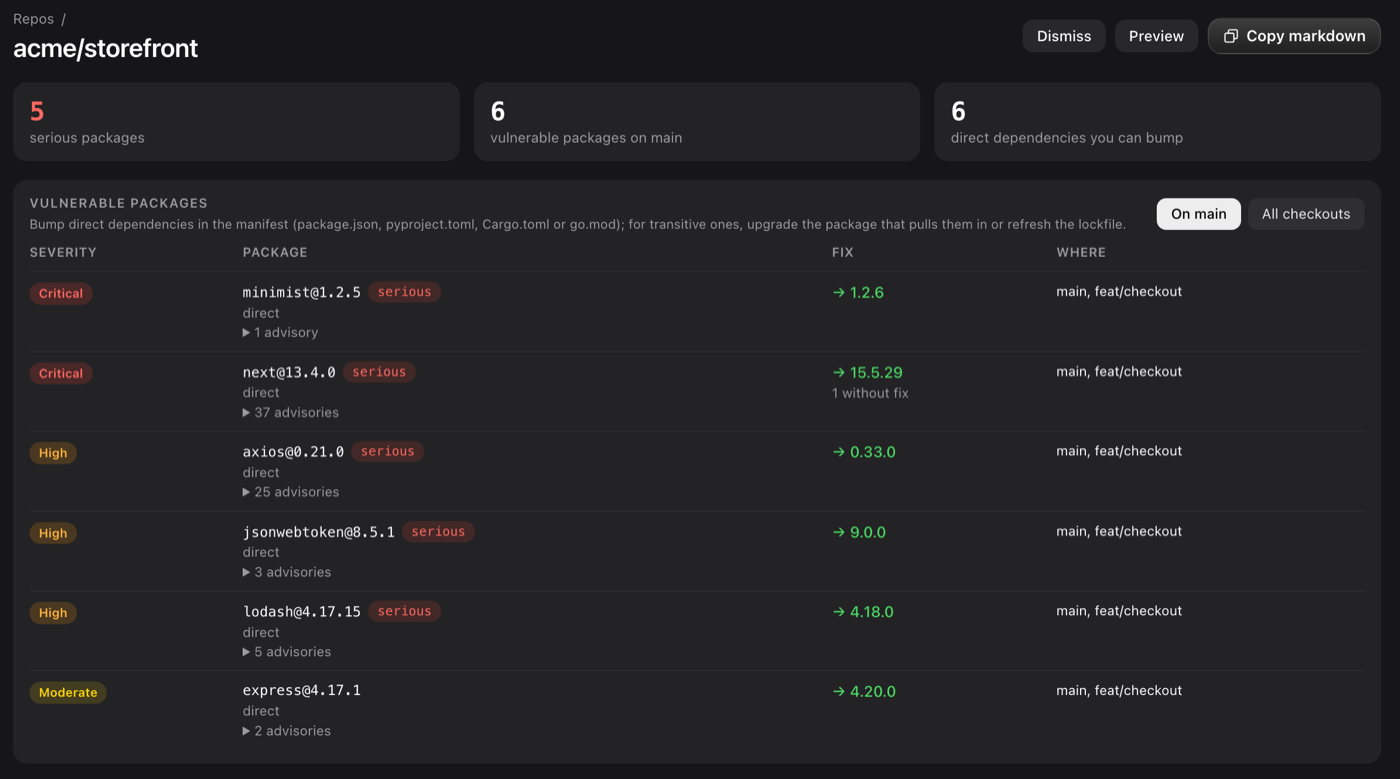 Repos /
acme/storefront
Dismiss
Preview
Copy markdown
5
serious packages
6
vulnerable packages on main
6
direct dependencies you can bump
VULNERABLE PACKAGES
Bump direct dependencies in the manifest (package.json, pyproject.toml, Cargo.toml or go.mod); for transitive ones, upgrade the package that pulls them in or refresh the lockfile.
On main
All checkouts
SEVERITY PACKAGE FIX WHERE
Critical minimist@1.2.5 serious → 1.2.6 main, feat/checkout
direct
▶ 1 advisory
Critical next@13.4.0 serious → 15.5.29 main, feat/checkout
direct 1 without fix
▶ 37 advisories
High axios@0.21.0 serious → 0.33.0 main, feat/checkout
direct
▶ 25 advisories
High jsonwebtoken@8.5.1 serious → 9.0.0 main, feat/checkout
direct
▶ 3 advisories
High lodash@4.17.15 serious → 4.18.0 main, feat/checkout
direct
▶ 5 advisories
Moderate express@4.17.1 → 4.20.0 main, feat/checkout
direct
▶ 2 advisories